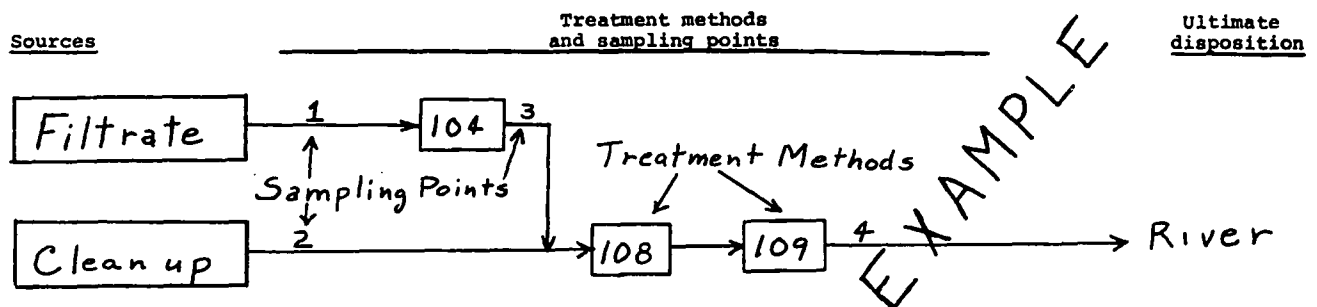 Sources
Treatment methods
and sampling points
Ultimate
disposition
Filtrate
1
104
3
Sampling Points
Treatment Methods
Clean up
2
108
109
4
River
EXAMPLE